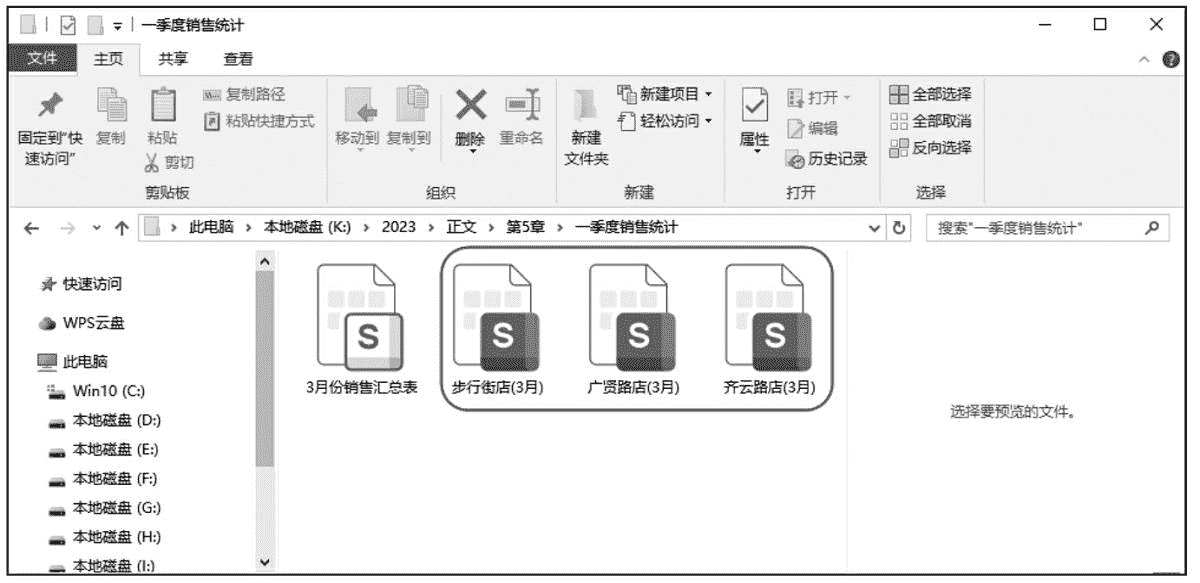 一季度销售统计
文件 主页 共享 查看
固定到“快速访问” 复制 粘贴 复制路径 粘贴快捷方式 剪切
移动到 复制到 删除 重命名
新建文件夹 新建项目 轻松访问
属性 打开 编辑 历史记录
全部选择 全部取消 反向选择
剪贴板 组织 新建 打开 选择
此电脑 › 本地磁盘 (K:) › 2023 › 正文 › 第5章 › 一季度销售统计
搜索"一季度销售统计"
快速访问
WPS云盘
此电脑
Win10 (C:)
本地磁盘 (D:)
本地磁盘 (E:)
本地磁盘 (F:)
本地磁盘 (G:)
本地磁盘 (H:)
本地磁盘 (I:)
S S S S
3月份销售汇总表 步行街店(3月) 广贤路店(3月) 齐云路店(3月)
选择要预览的文件。